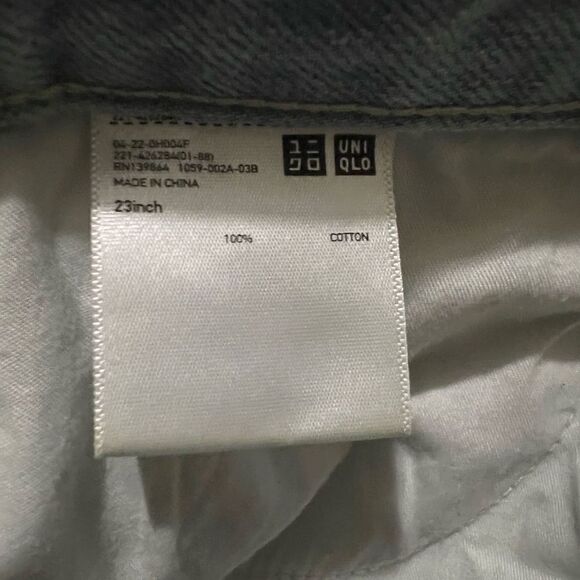 04-22-0H004F
221-426284(01-88)
RN139864 1059-002A-03B
MADE IN CHINA
ユニ
クロ
UNI
QLO
23inch
100% COTTON